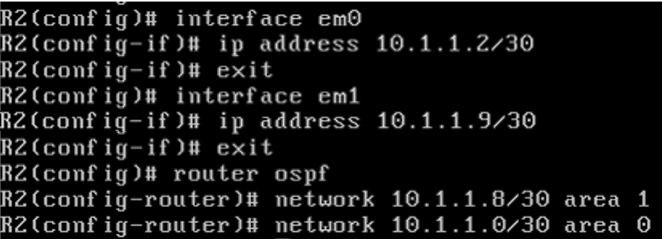 R2(config)# interface em0
R2(config-if)# ip address 10.1.1.2/30
R2(config-if)# exit
R2(config)# interface em1
R2(config-if)# ip address 10.1.1.9/30
R2(config-if)# exit
R2(config)# router ospf
R2(config-router)# network 10.1.1.8/30 area 1
R2(config-router)# network 10.1.1.0/30 area 0